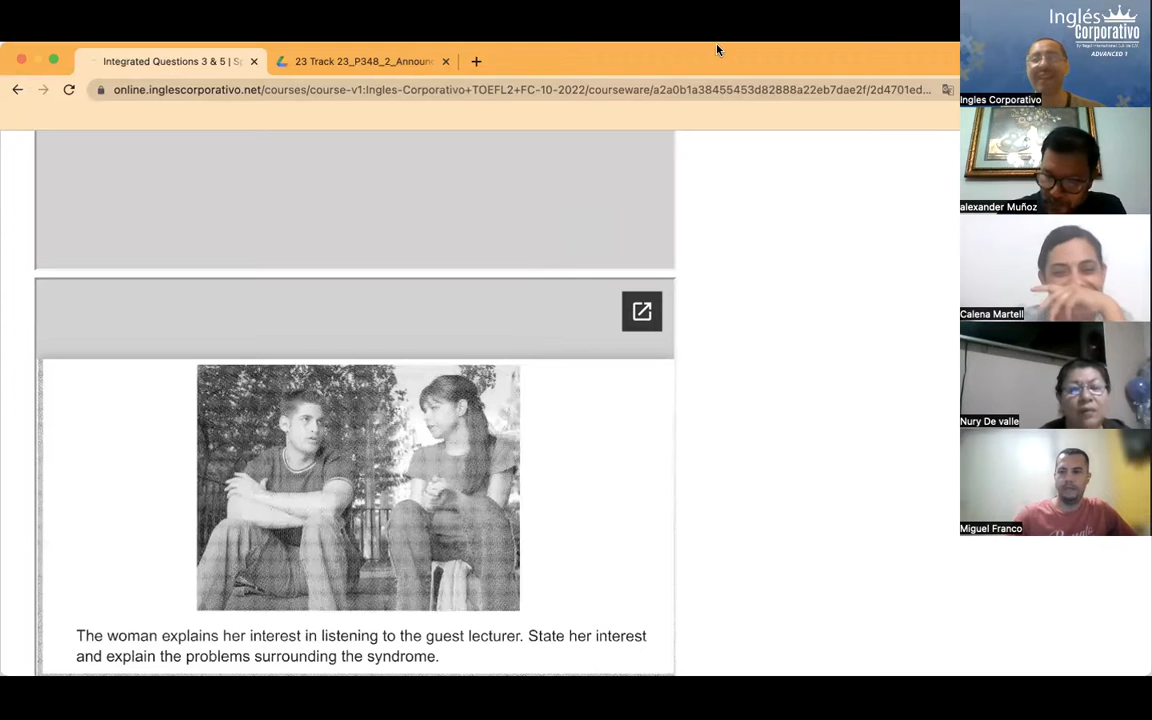 Integrated Questions 3 & 5 | S
23 Track 23_P348_2_Announ
online.inglescorporativo.net/courses/course-v1:Ingles-Corporativo+TOEFL2+FC-10-2022/courseware/a2a0b1a38455453d82888a22eb7dae2f/2d4701ed...
Inglés
Corporativo
ADVANCED 1
Ingles Corporativo
alexander Muñoz
Calena Martell
Nury De valle
Miguel Franco
The woman explains her interest in listening to the guest lecturer. State her interest
and explain the problems surrounding the syndrome.